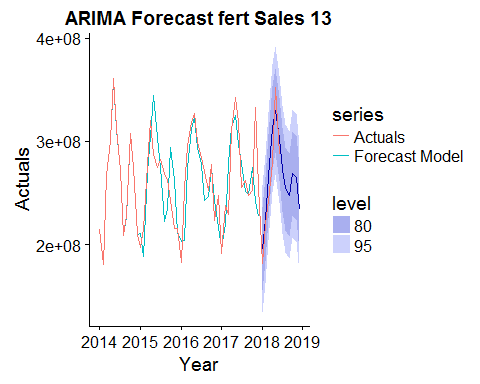 ARIMA Forecast fert Sales 13
4e+08
3e+08
2e+08
Actuals
2014 2015 2016 2017 2018 2019
Year
series
Actuals
Forecast Model
level
80
95